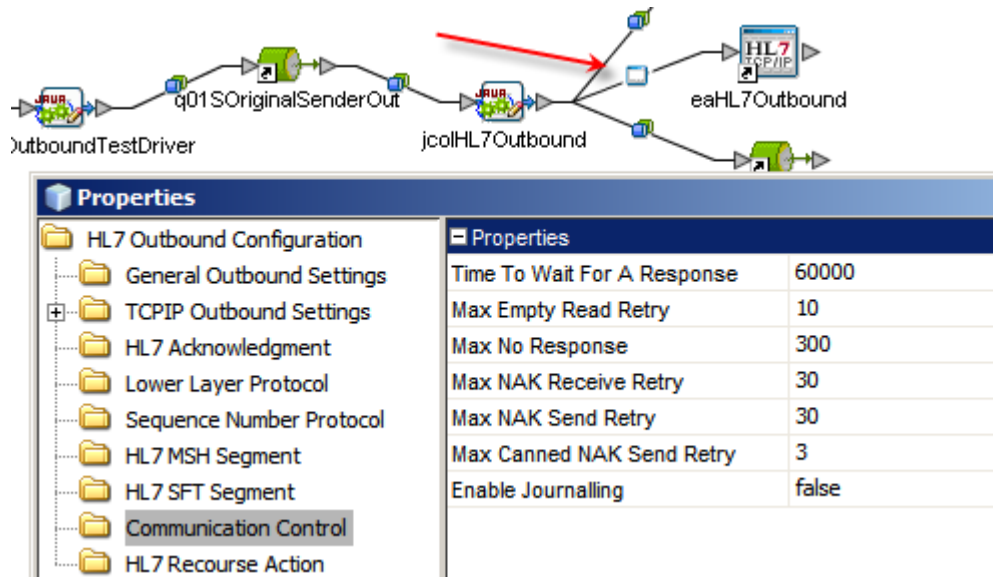 HL7
TCP/IP
JAVA
q01SOriginalSenderOut
JAVA
eaHL7Outbound
OutboundTestDriver
jcolHL7Outbound
Properties
HL7 Outbound Configuration
General Outbound Settings
TCPIP Outbound Settings
HL7 Acknowledgment
Lower Layer Protocol
Sequence Number Protocol
HL7 MSH Segment
HL7 SFT Segment
Communication Control
HL7 Recourse Action
Properties
Time To Wait For A Response 60000
Max Empty Read Retry 10
Max No Response 300
Max NAK Receive Retry 30
Max NAK Send Retry 30
Max Canned NAK Send Retry 3
Enable Journalling false